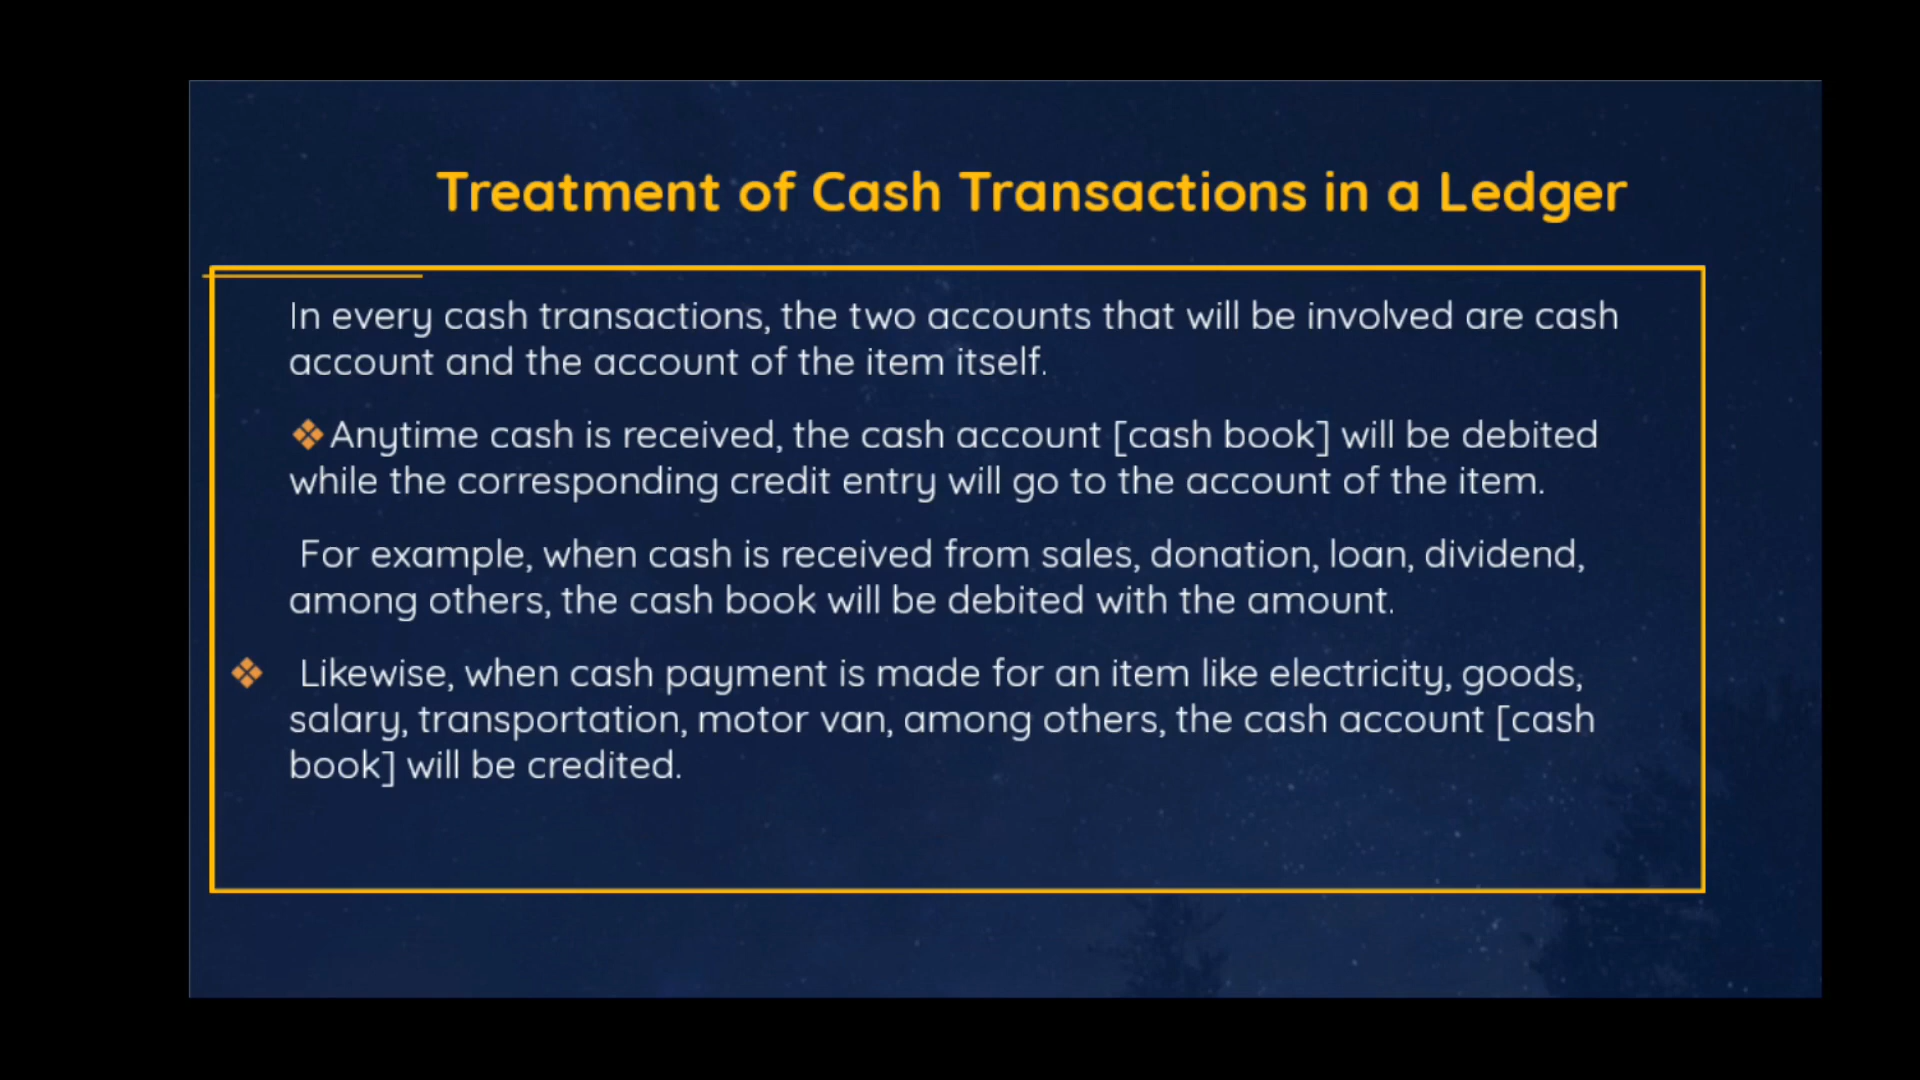 Treatment of Cash Transactions in a Ledger
In every cash transactions, the two accounts that will be involved are cash
account and the account of the item itself.
❖Anytime cash is received, the cash account [cash book] will be debited
while the corresponding credit entry will go to the account of the item.
For example, when cash is received from sales, donation, loan, dividend,
among others, the cash book will be debited with the amount.
❖ Likewise, when cash payment is made for an item like electricity, goods,
salary, transportation, motor van, among others, the cash account [cash
book] will be credited.